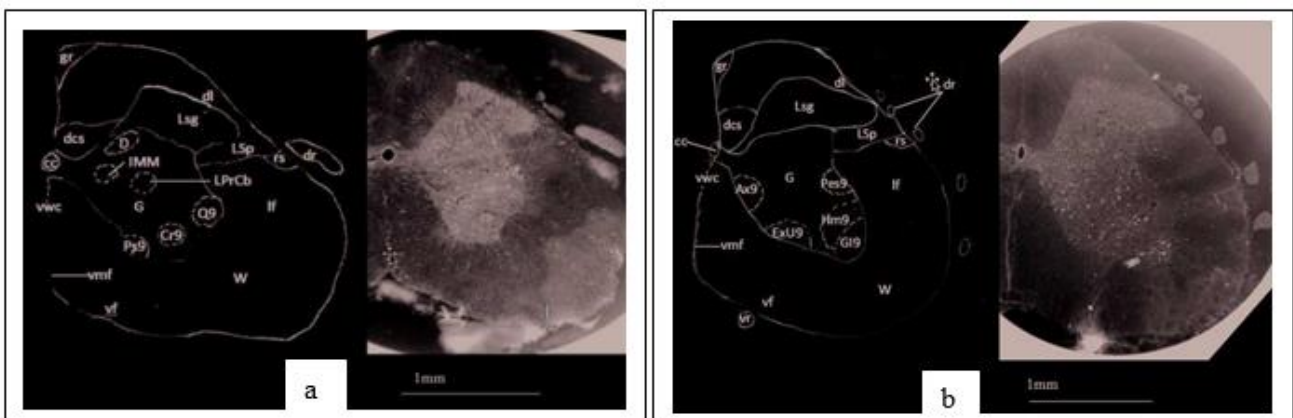 gr
dl
Lsg
dcs
D
LSp
rs
dr
cc
IMM
LPrCb
vwc
G
Q9
lf
Ps9
Cr9
vmf
W
vf
1mm
a
gr
dl
dr
Lsg
dcs
LSp
rs
cc
vwc
Ax9
G
Pes9
lf
Hm9
ExU9
Gl9
vmf
W
vf
vr
1mm
b